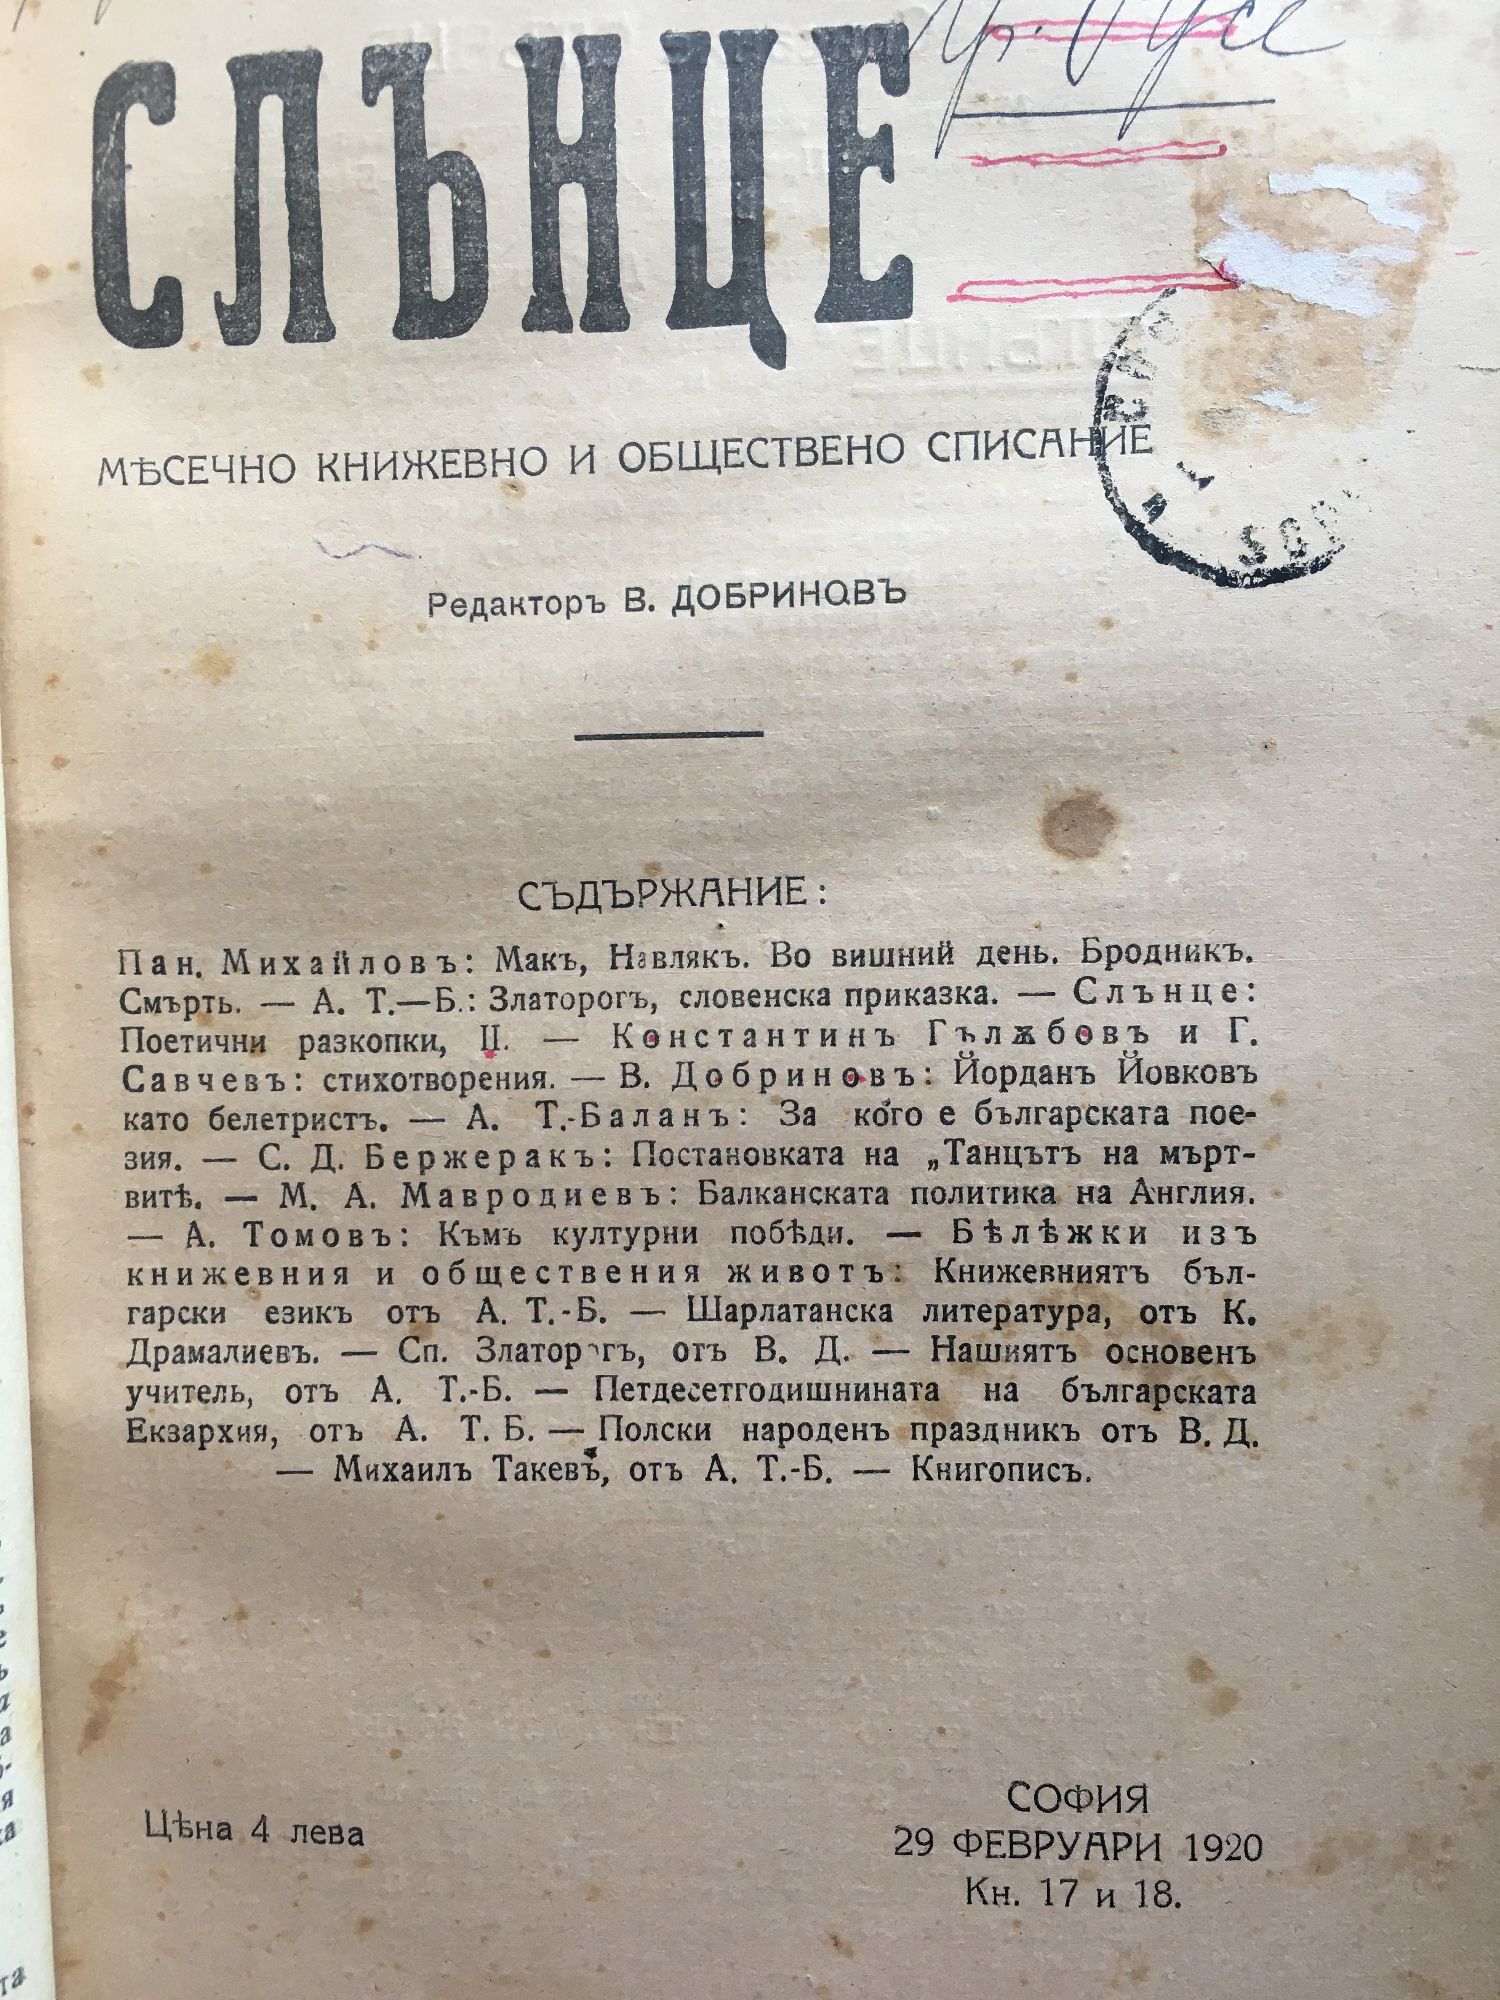 СЛЪНЦЕ
МѢСЕЧНО КНИЖЕВНО И ОБЩЕСТВЕНО СПИСАНИЕ
Редакторъ В. ДОБРИНОВЪ
СЪДЪРЖАНИЕ:
Пан. Михайловъ: Макъ, Навлякъ. Во вишний день. Бродникъ.
Смърть. — А. Т.—Б.: Златорогъ, словенска приказка. — Слънце:
Поетични разкопки, II. — Константинъ Гълѫбовъ и Г.
Савчевъ: стихотворения. — В. Добриновъ: Йорданъ Йовковъ
като белетристъ. — А. Т.-Баланъ: За кого е българската пое-
зия. — С. Д. Бержеракъ: Постановката на „Танцътъ на мърт-
витѣ. — М. А. Мавродиевъ: Балканската политика на Англия.
— А. Томовъ: Къмъ културни побѣди. — Бѣлѣжки изъ
книжевния и обществения животъ: Книжевниятъ бъл-
гарски езикъ отъ А. Т.-Б. — Шарлатанска литература, отъ К.
Драмалиевъ. — Сп. Златорогъ, отъ В. Д. — Нашиятъ основенъ
учитель, отъ А. Т.-Б. — Петдесетгодишнината на българската
Екзархия, отъ А. Т. Б. — Полски народенъ праздникъ отъ В. Д.
— Михаилъ Такевъ, отъ А. Т.-Б. — Книгописъ.
Цѣна 4 лева
СОФИЯ
29 ФЕВРУАРИ 1920
Кн. 17 и 18.